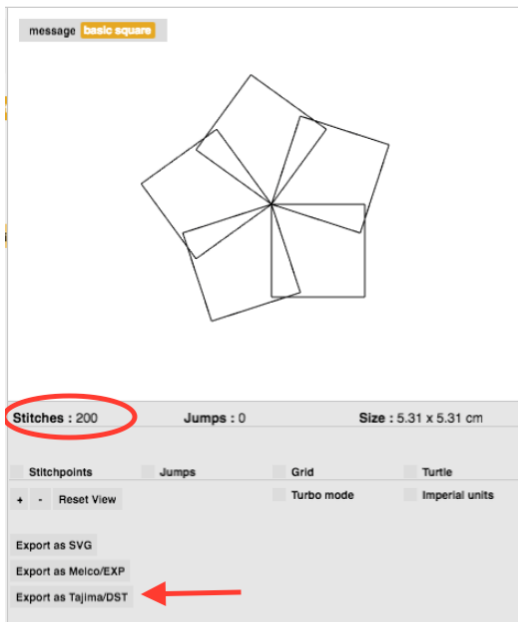 message basic square
Stitches : 200 Jumps : 0 Size : 5.31 x 5.31 cm
Stitchpoints Jumps Grid Turtle
+ - Reset View Turbo mode Imperial units
Export as SVG
Export as Melco/EXP
Export as Tajima/DST